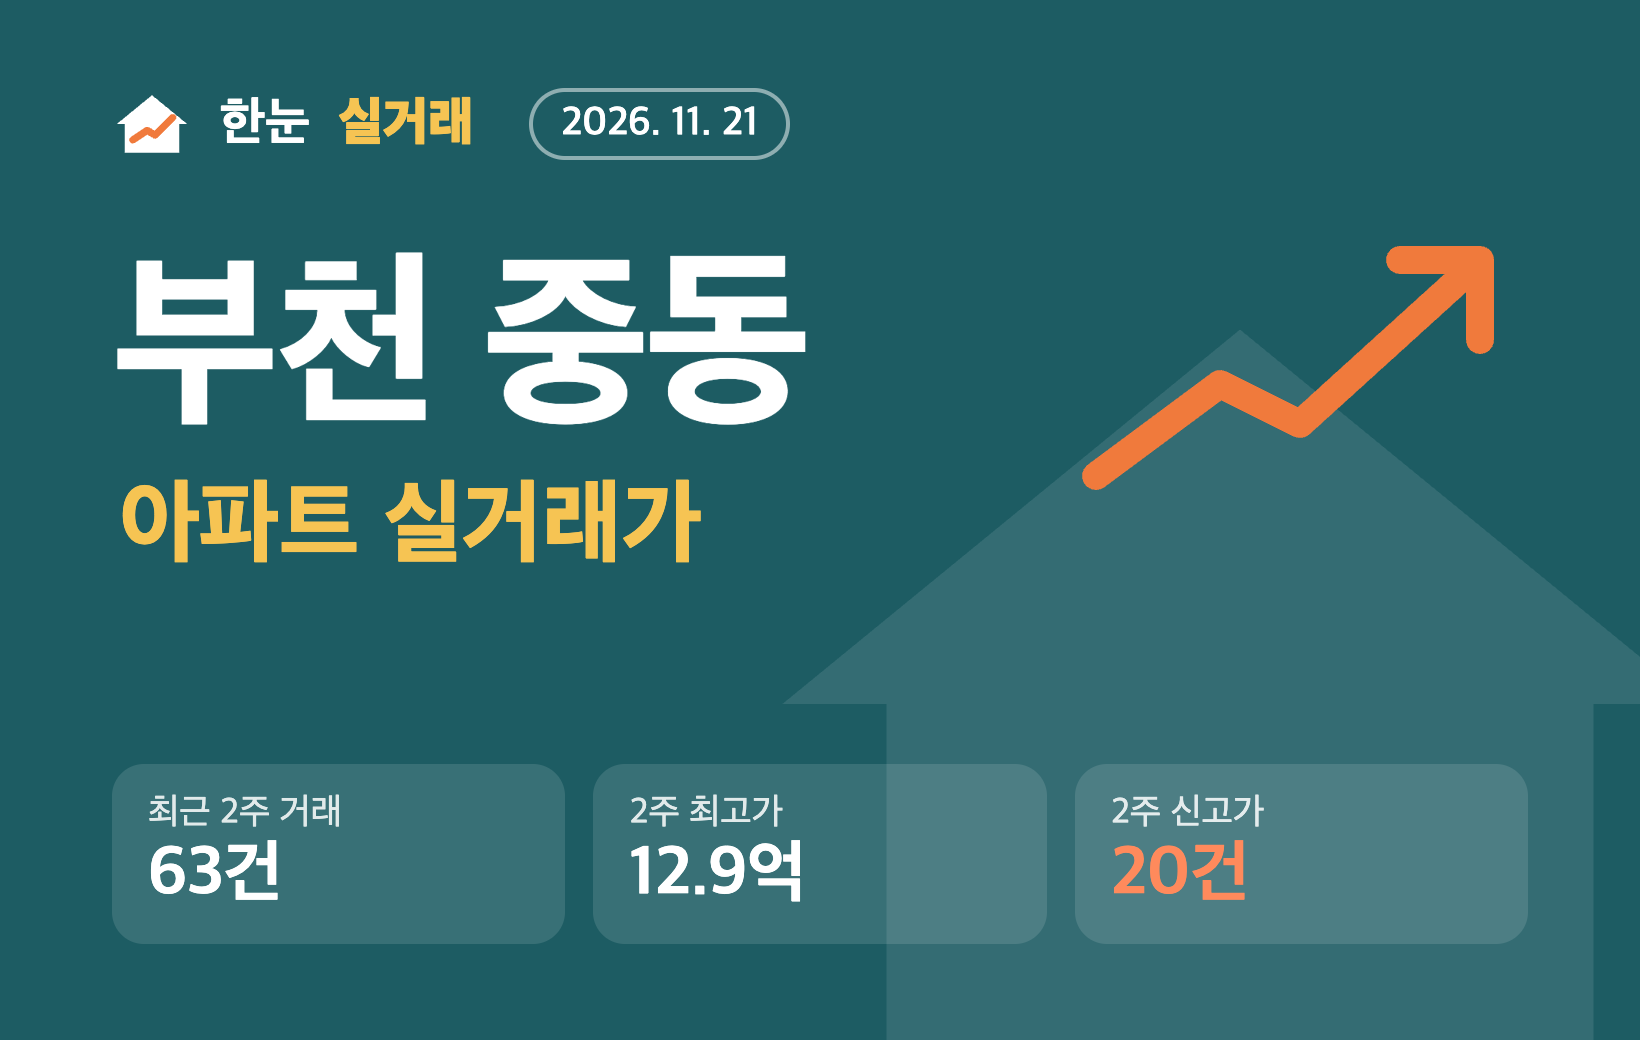 한눈 실거래 2026. 11. 21
부천 중동
아파트 실거래가
최근 2주 거래
63건
2주 최고가
12.9억
2주 신고가
20건